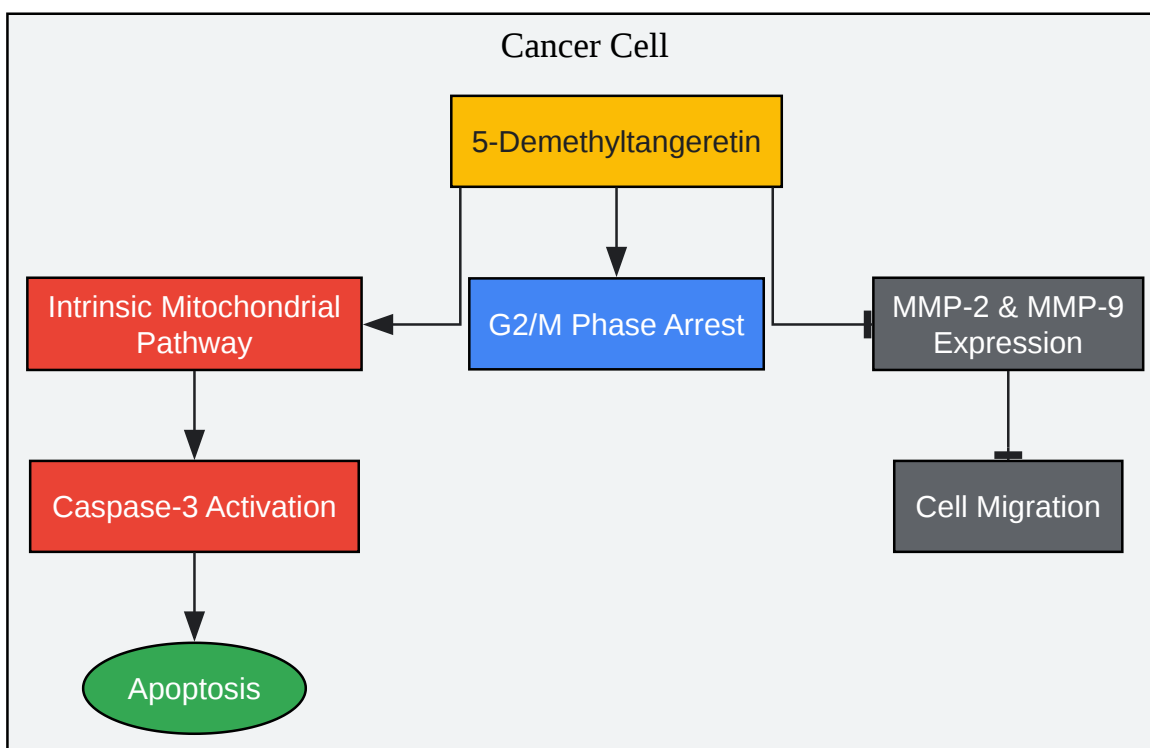 Cancer Cell
5-Demethyltangeretin
Intrinsic Mitochondrial
Pathway
G2/M Phase Arrest
MMP-2 & MMP-9
Expression
Caspase-3 Activation
Cell Migration
Apoptosis